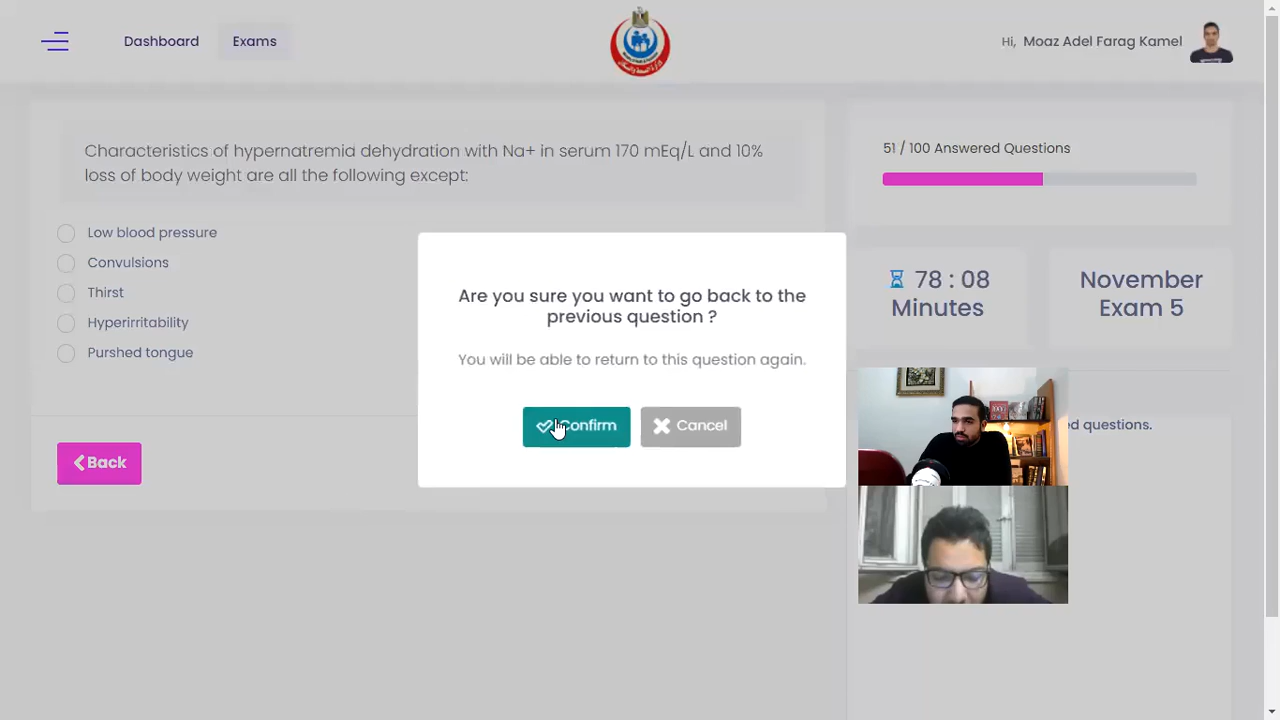 Dashboard
Exams
Hi, Moaz Adel Farag Kamel
Characteristics of hypernatremia dehydration with Na+ in serum 170 mEq/L and 10%
loss of body weight are all the following except:
Low blood pressure
Convulsions
Thirst
Hyperirritability
Purshed tongue
Back
Are you sure you want to go back to the
previous question ?
You will be able to return to this question again.
Confirm
Cancel
51 / 100 Answered Questions
78 : 08
Minutes
November
Exam 5
ed questions.